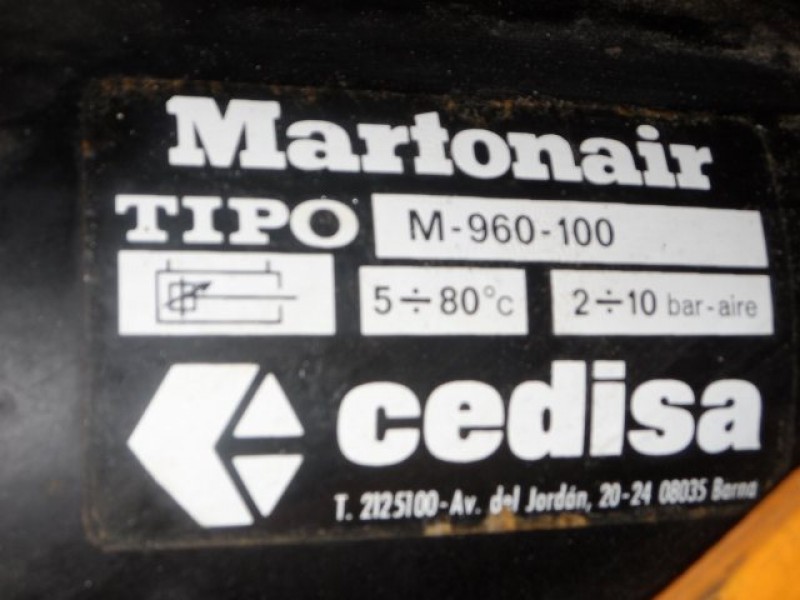 Martonair
TIPO M-960-100
5÷80°c 2÷10 bar-aire
cedisa
T. 2125100-Av. del Jordán, 20-24 08035 Barna